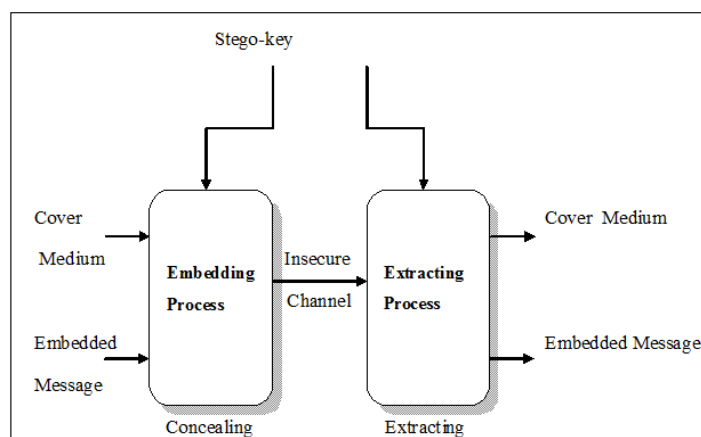 Stego-key
Cover
Medium
Embedded
Message
Embedding
Process
Concealing
Insecure
Channel
Extracting
Process
Extracting
Cover Medium
Embedded Message